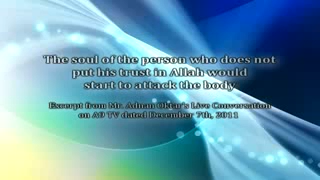 The soul of the person who does not
put his trust in Allah would
start to attack the body
Excerpt from Mr. Adnan Oktar's Live Conversation
on A9 TV dated December 7th, 2011